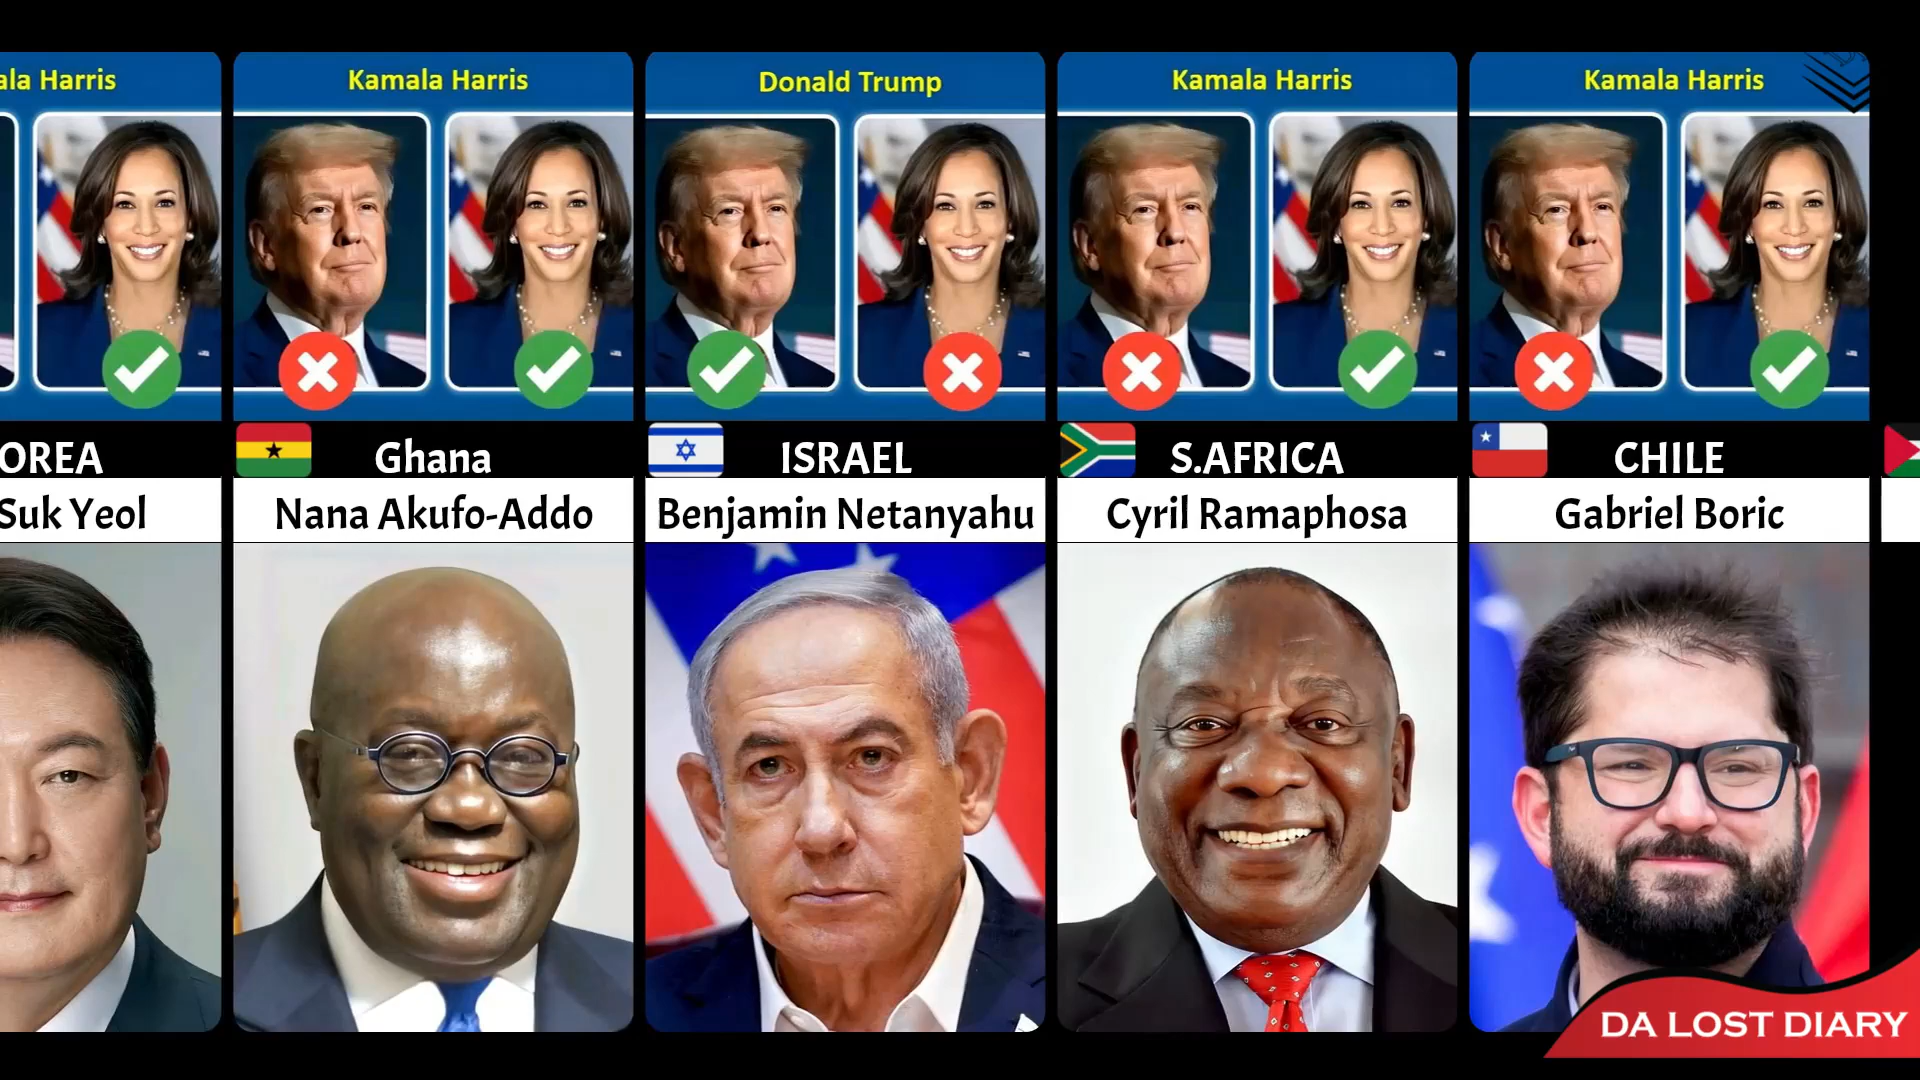 ala Harris
OREA
Suk Yeol
Kamala Harris
Ghana
Nana Akufo-Addo
Donald Trump
ISRAEL
Benjamin Netanyahu
Kamala Harris
S.AFRICA
Cyril Ramaphosa
Kamala Harris
CHILE
Gabriel Boric
DA LOST DIARY